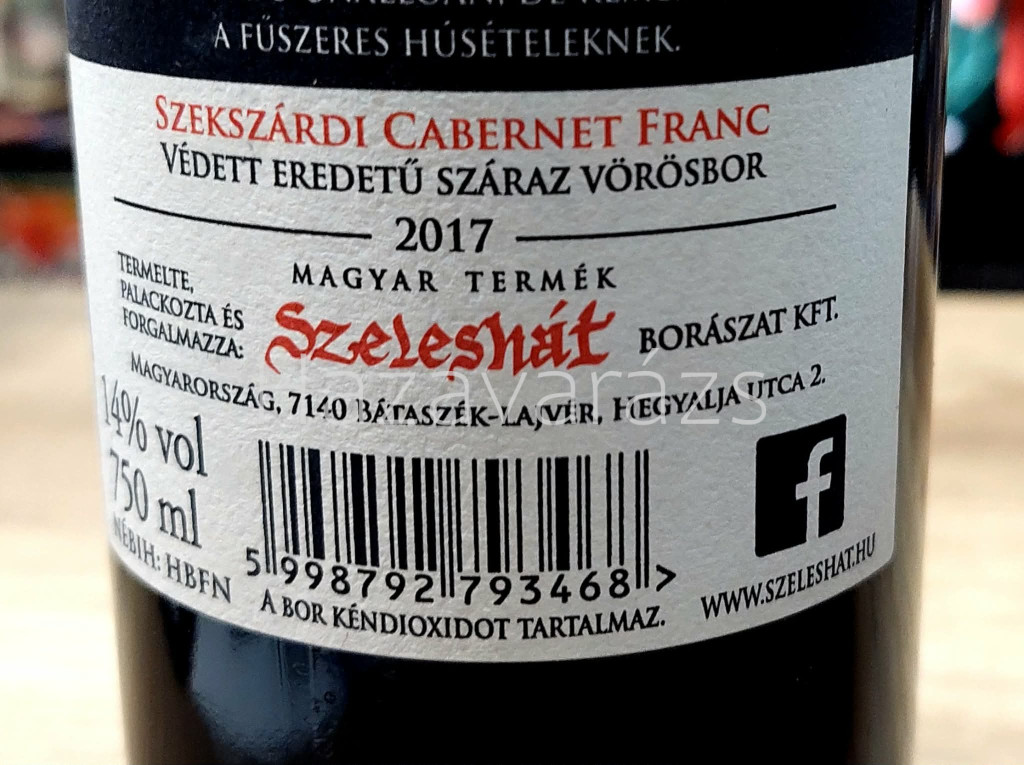 A FŰSZERES HÚSÉTELEKNEK.
SZEKSZÁRDI CABERNET FRANC
VÉDETT EREDETŰ SZÁRAZ VÖRÖSBOR
2017
MAGYAR TERMÉK
TERMELTE,
PALACKOZTA ÉS
FORGALMAZZA:
Szeleshát
BORÁSZAT KFT.
MAGYARORSZÁG, 7140 BÁTASZÉK-LAJVÉR, HEGYALJA UTCA 2.
14% vol
750 ml
NÉBIH: HBFN
5 998792 793468 >
A BOR KÉNDIOXIDOT TARTALMAZ.
f
WWW.SZELESHAT.HU